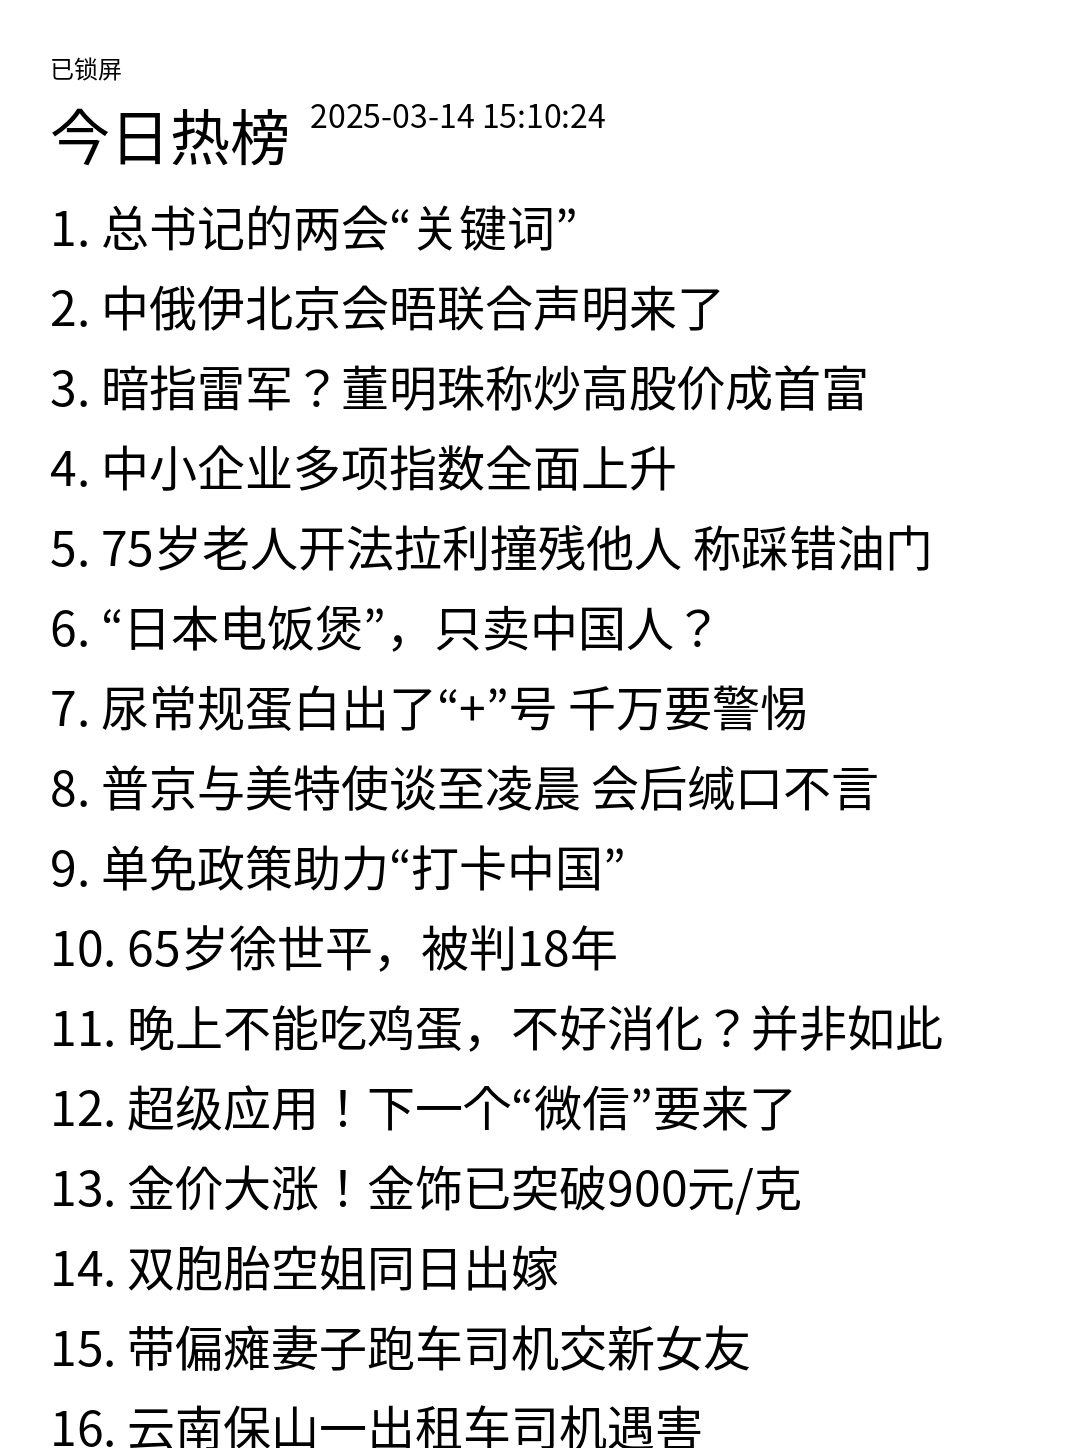 已锁屏
今日热榜 2025-03-14 15:10:24
1. 总书记的两会“关键词”
2. 中俄伊北京会晤联合声明来了
3. 暗指雷军？董明珠称炒高股价成首富
4. 中小企业多项指数全面上升
5. 75岁老人开法拉利撞残他人 称踩错油门
6. “日本电饭煲”，只卖中国人？
7. 尿常规蛋白出了“+”号 千万要警惕
8. 普京与美特使谈至凌晨 会后缄口不言
9. 单免政策助力“打卡中国”
10. 65岁徐世平，被判18年
11. 晚上不能吃鸡蛋，不好消化？并非如此
12. 超级应用！下一个“微信”要来了
13. 金价大涨！金饰已突破900元/克
14. 双胞胎空姐同日出嫁
15. 带偏瘫妻子跑车司机交新女友
16. 云南保山一出租车司机遇害